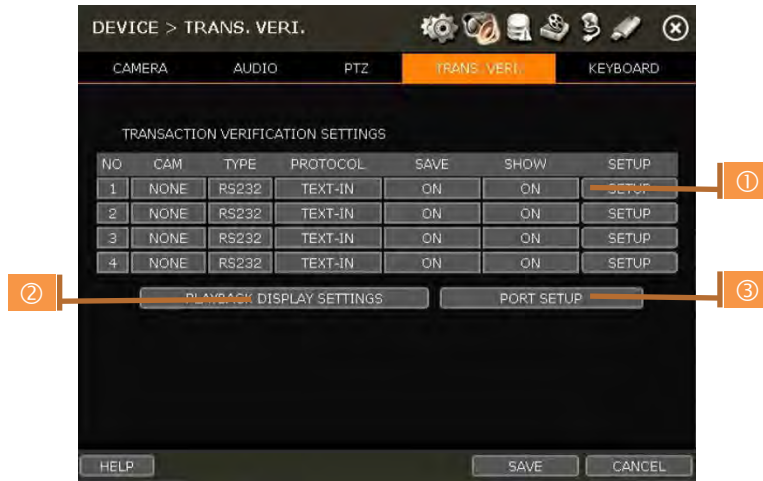 DEVICE > TRANS. VERI.
CAMERA AUDIO PTZ TRANS. VERI. KEYBOARD
TRANSACTION VERIFICATION SETTINGS
NO CAM TYPE PROTOCOL SAVE SHOW SETUP
1 NONE RS232 TEXT-IN ON ON SETUP
①
2 NONE RS232 TEXT-IN ON ON SETUP
3 NONE RS232 TEXT-IN ON ON SETUP
4 NONE RS232 TEXT-IN ON ON SETUP
② PLAYBACK DISPLAY SETTINGS PORT SETUP ③
HELP SAVE CANCEL